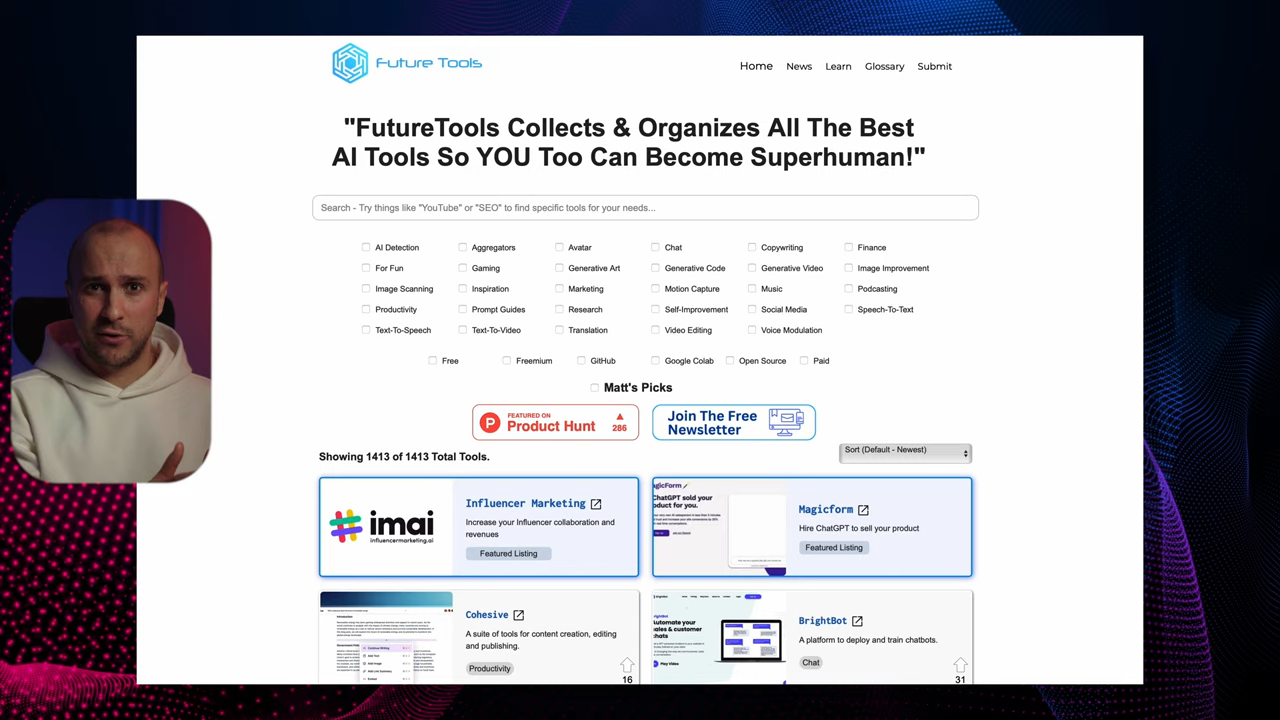 Future Tools
Home News Learn Glossary Submit
"FutureTools Collects & Organizes All The Best
AI Tools So YOU Too Can Become Superhuman!"
Search - Try things like "YouTube" or "SEO" to find specific tools for your needs...
AI Detection Aggregators Avatar Chat Copywriting Finance
For Fun Gaming Generative Art Generative Code Generative Video Image Improvement
Image Scanning Inspiration Marketing Motion Capture Music Podcasting
Productivity Prompt Guides Research Self-Improvement Social Media Speech-To-Text
Text-To-Speech Text-To-Video Translation Video Editing Voice Modulation
Free Freemium GitHub Google Colab Open Source Paid
Matt's Picks
FEATURED ON
Product Hunt
286
Join The Free
Newsletter
Showing 1413 of 1413 Total Tools.
Sort (Default - Newest)
imai
influencermarketing.ai
Influencer Marketing
Increase your Influencer collaboration and
revenues
Featured Listing
ChatGPT sold your
product for you.
Magicform
Hire ChatGPT to sell your product
Featured Listing
Cohesive
A suite of tools for content creation, editing
and publishing.
Productivity
16
BrightBot
A platform to deploy and train chatbots.
Chat
31